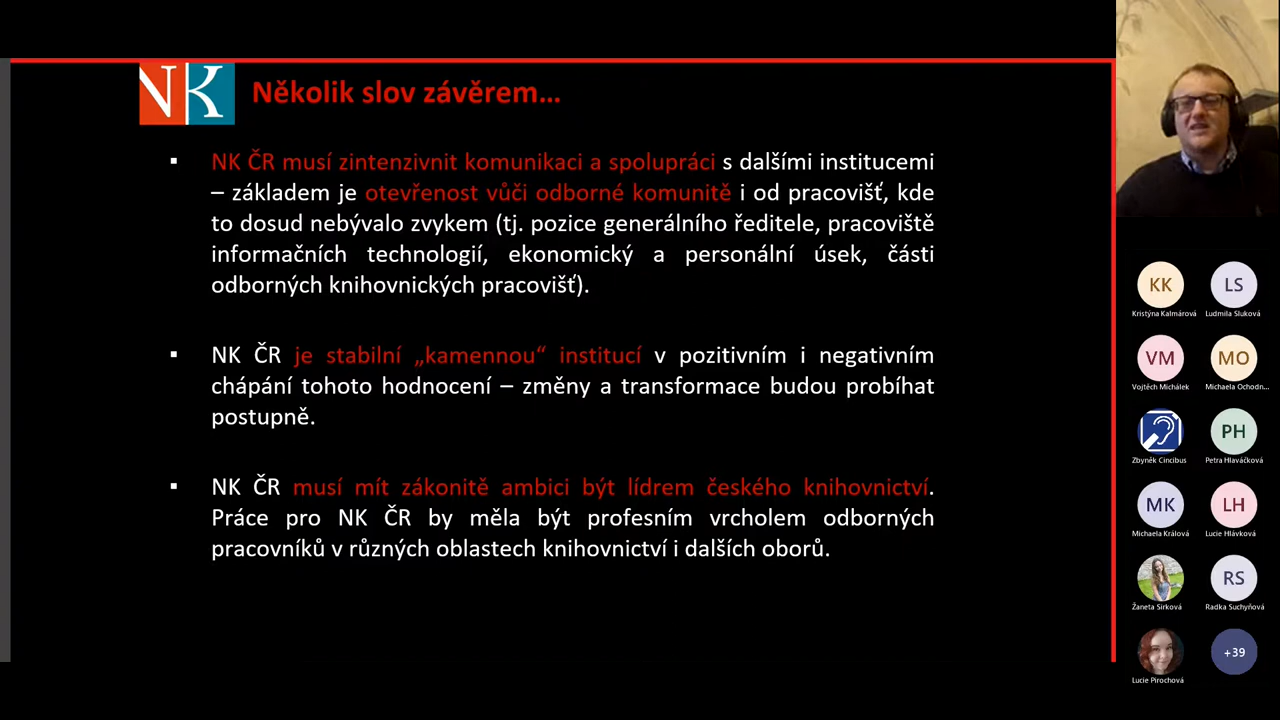 NK
Několik slov závěrem...
▪ NK ČR musí zintenzivnit komunikaci a spolupráci s dalšími institucemi
– základem je otevřenost vůči odborné komunitě i od pracovišť, kde
to dosud nebývalo zvykem (tj. pozice generálního ředitele, pracoviště
informačních technologií, ekonomický a personální úsek, části
odborných knihovnických pracovišť).
▪ NK ČR je stabilní „kamennou“ institucí v pozitivním i negativním
chápání tohoto hodnocení – změny a transformace budou probíhat
postupně.
▪ NK ČR musí mít zákonitě ambici být lídrem českého knihovnictví.
Práce pro NK ČR by měla být profesním vrcholem odborných
pracovníků v různých oblastech knihovnictví i dalších oborů.
KK
LS
Kristýna Kalmárová
Ludmila Sluková
VM
MO
Vojtěch Michálek
Michaela Ochodn...
PH
Zbyněk Cincibus
Petra Hlaváčková
MK
LH
Michaela Králová
Lucie Hlávková
RS
Žaneta Sirková
Radka Suchyňová
+39
Lucie Pirochová